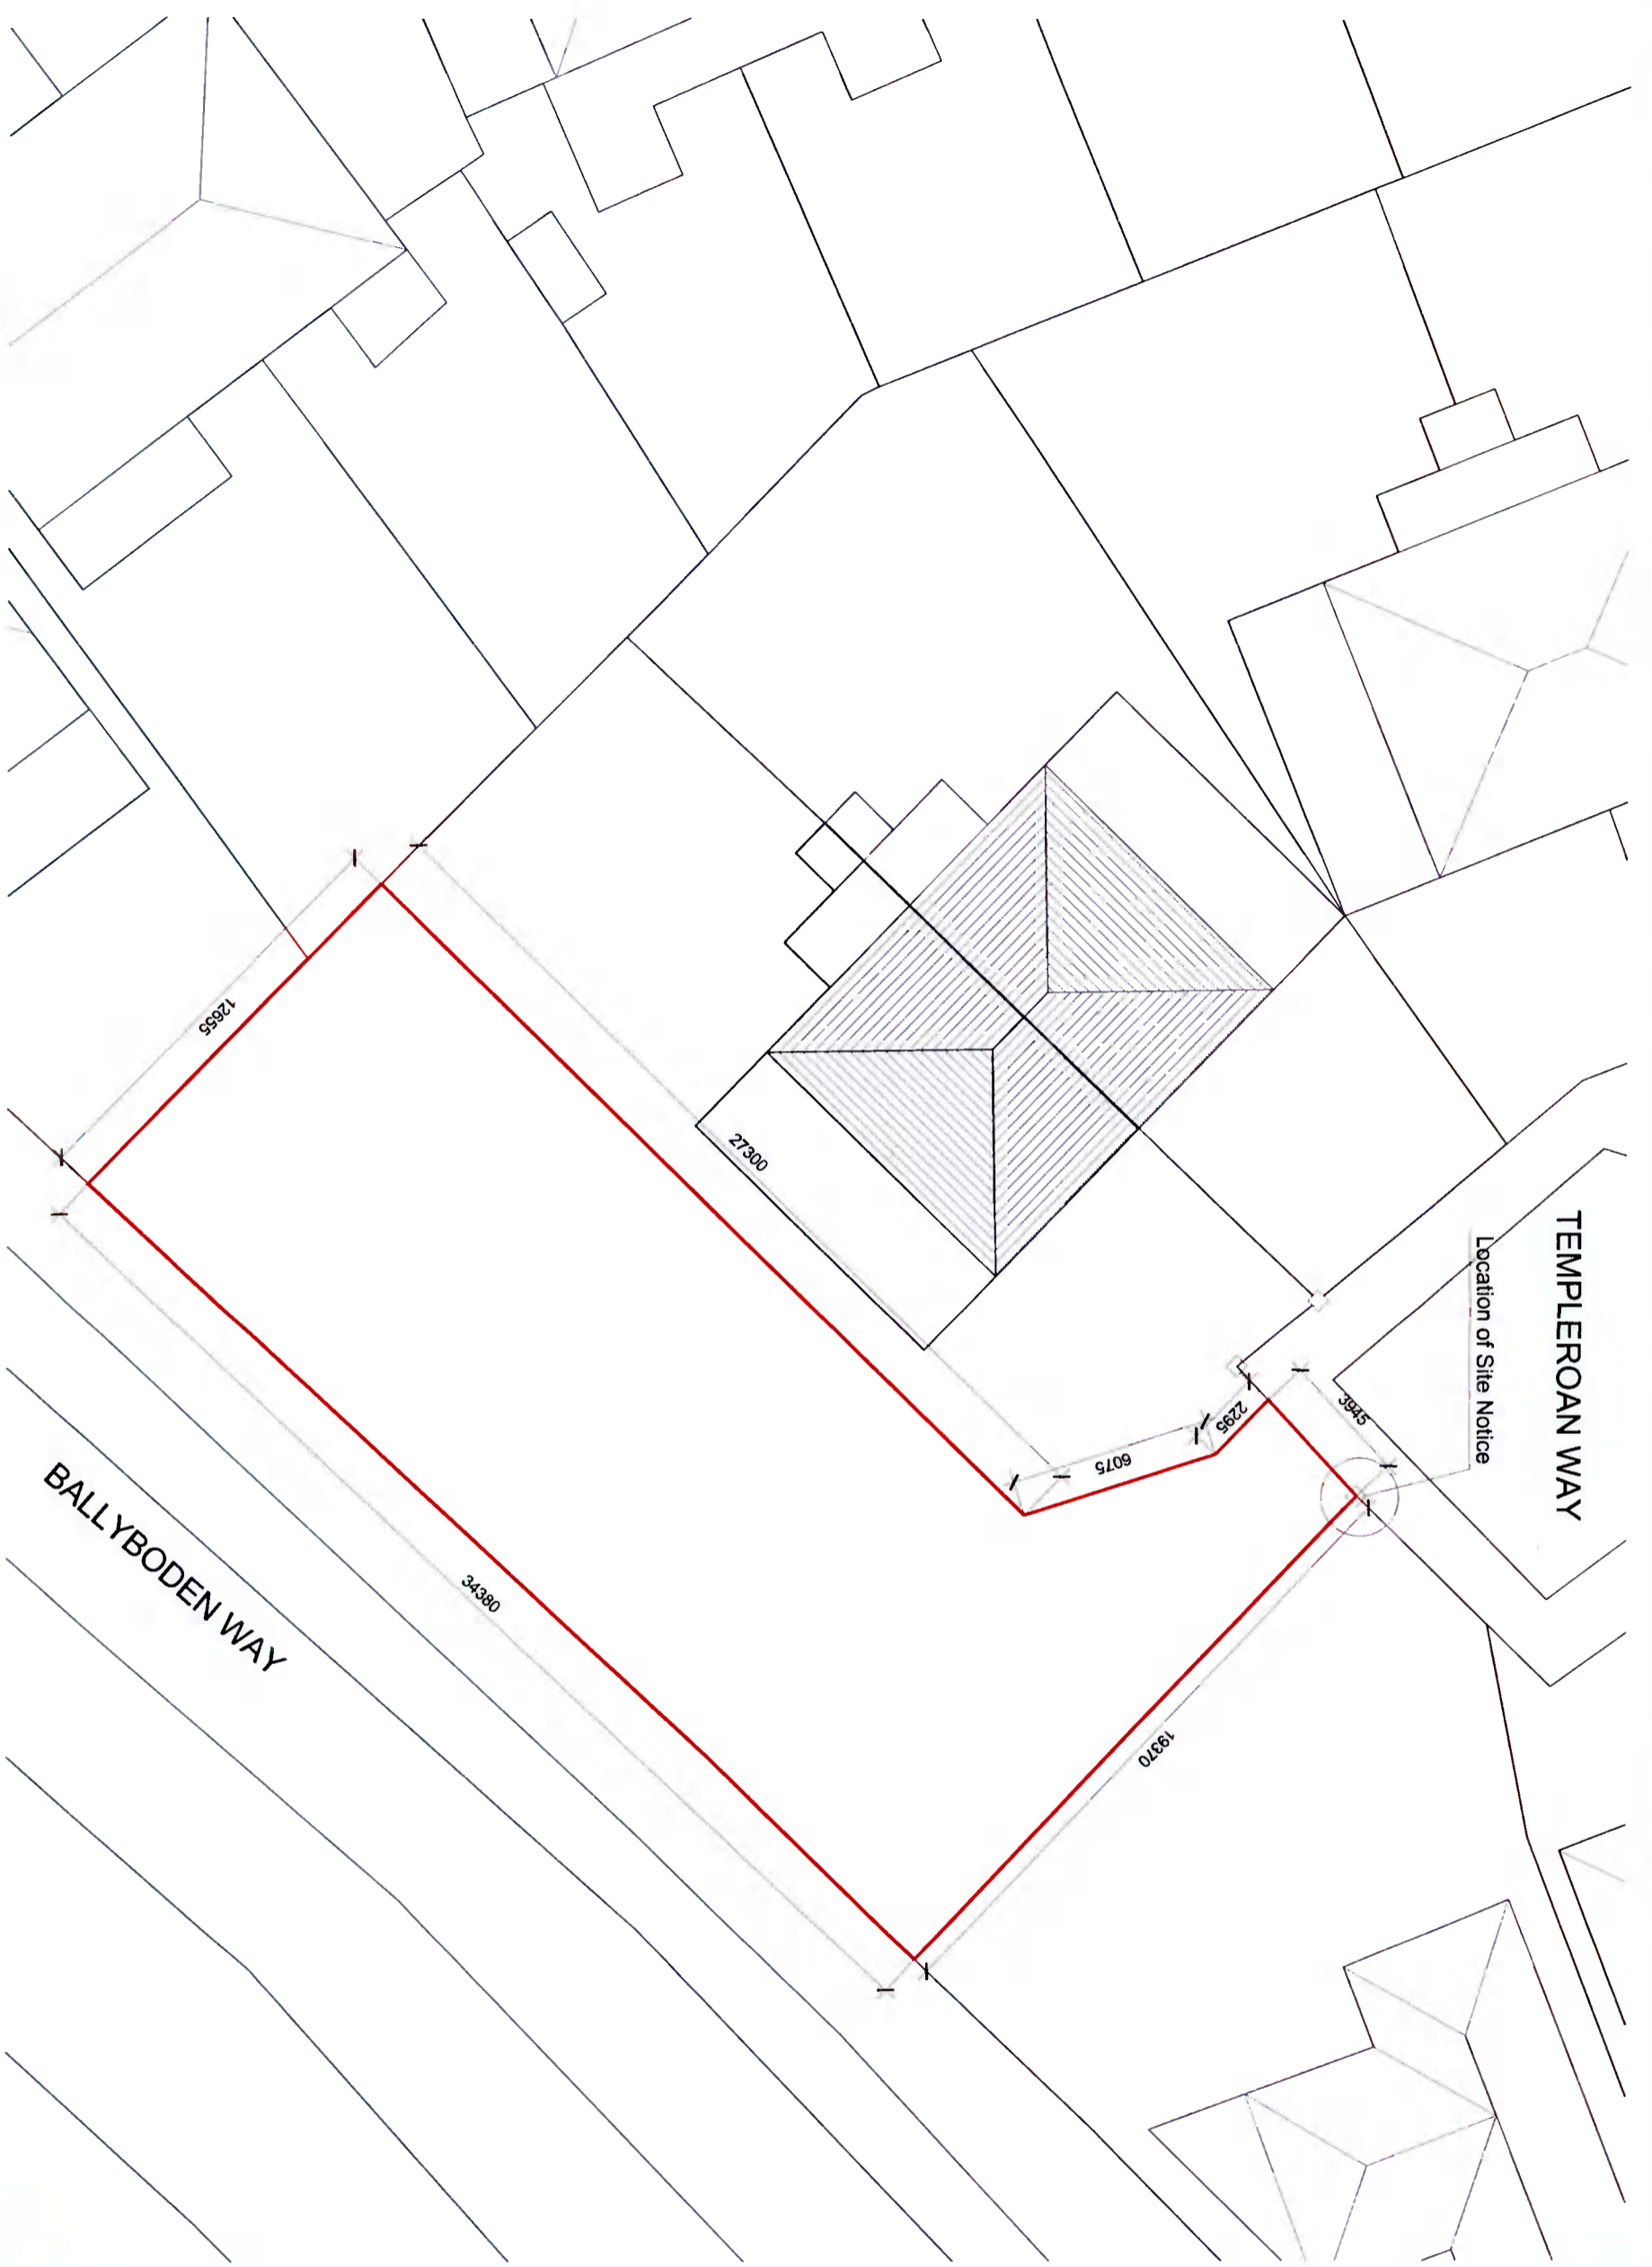 TEMPLEROAN WAY
Location of Site Notice
3945
2295
6075
27300
12655
34380
19370
BALLYBODEN WAY